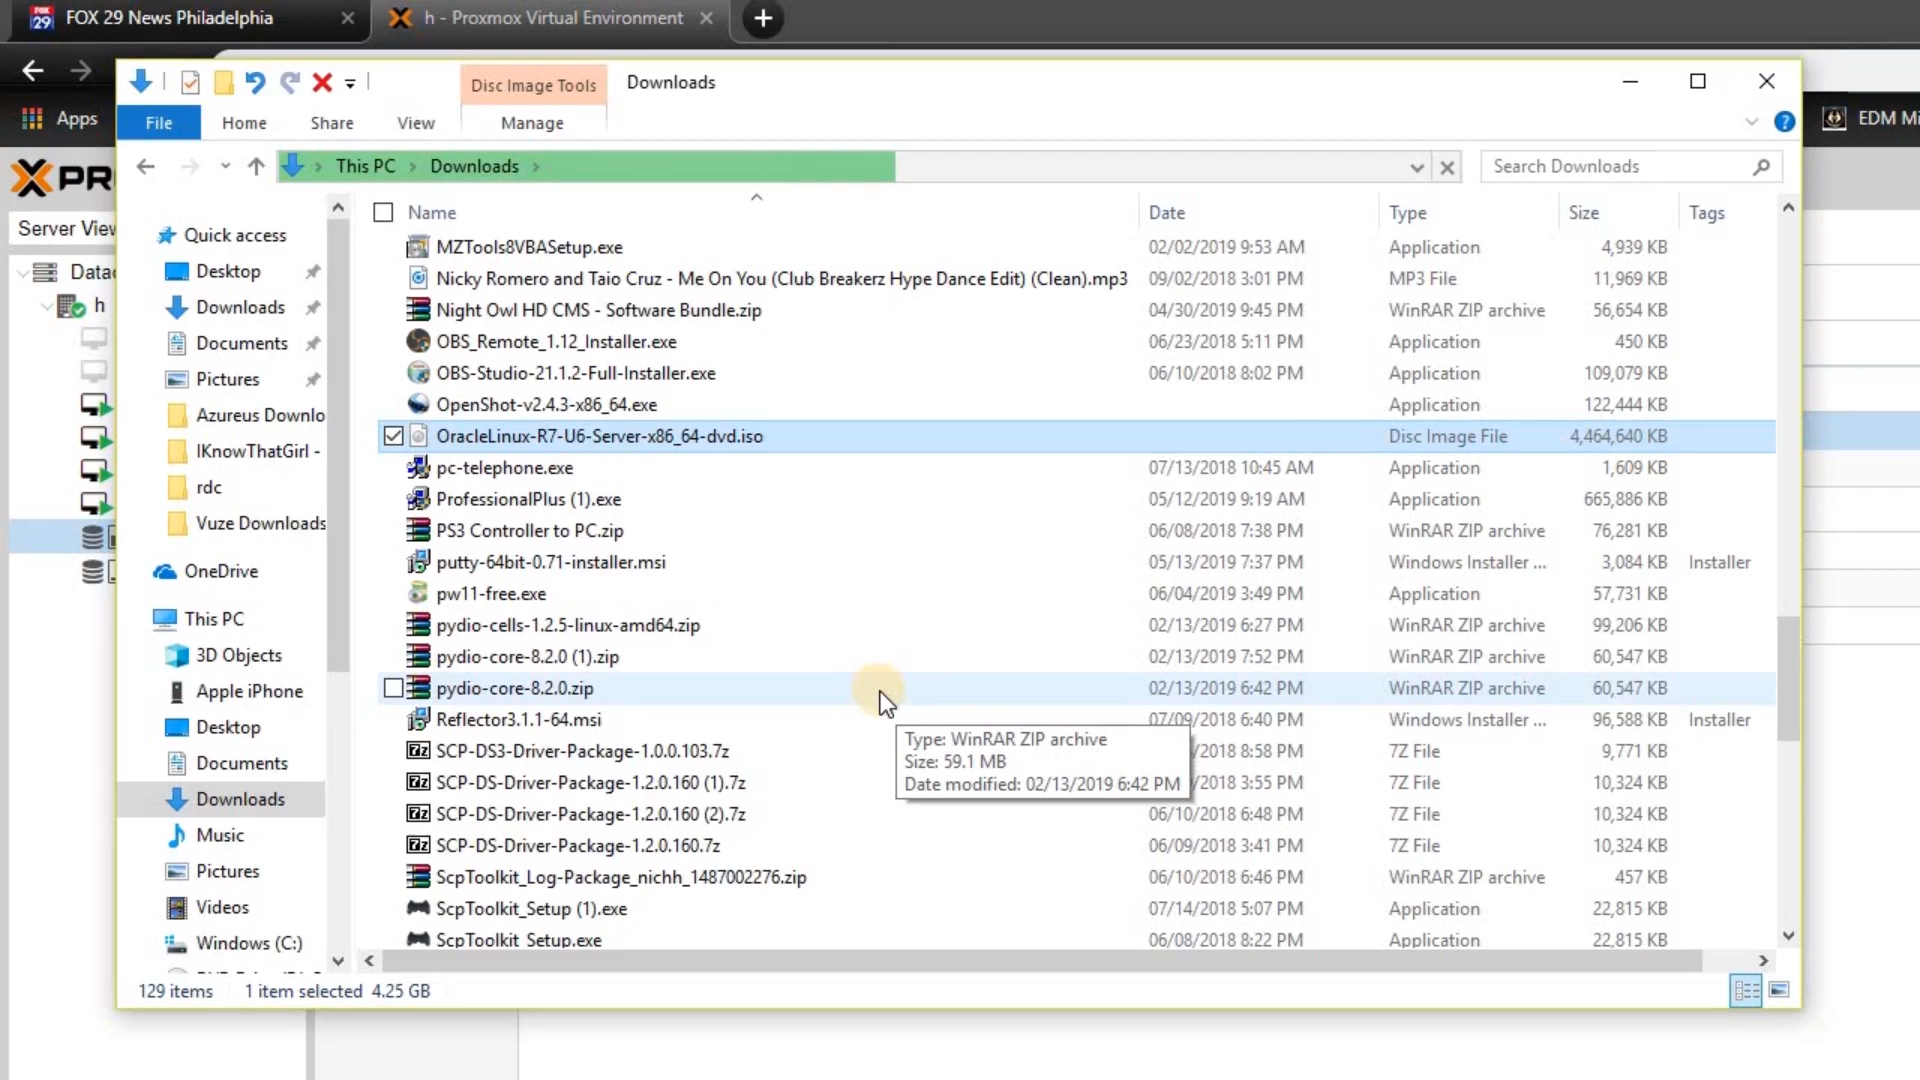 FOX 29 News Philadelphia
h - Proxmox Virtual Environment
Disc Image Tools
Downloads
Apps
File
Home
Share
View
Manage
EDM Mi
This PC
Downloads
Search Downloads
PR
Server View
Name
Date
Type
Size
Tags
Data
h
Quick access
Desktop
Downloads
Documents
Pictures
Azureus Downlo
IKnowThatGirl -
rdc
Vuze Downloads
OneDrive
This PC
3D Objects
Apple iPhone
Desktop
Documents
Downloads
Music
Pictures
Videos
Windows (C:)
MZTools8VBASetup.exe 02/02/2019 9:53 AM Application 4,939 KB
Nicky Romero and Taio Cruz - Me On You (Club Breakerz Hype Dance Edit) (Clean).mp3 09/02/2018 3:01 PM MP3 File 11,969 KB
Night Owl HD CMS - Software Bundle.zip 04/30/2019 9:45 PM WinRAR ZIP archive 56,654 KB
OBS_Remote_1.12_Installer.exe 06/23/2018 5:11 PM Application 450 KB
OBS-Studio-21.1.2-Full-Installer.exe 06/10/2018 8:02 PM Application 109,079 KB
OpenShot-v2.4.3-x86_64.exe Application 122,444 KB
OracleLinux-R7-U6-Server-x86_64-dvd.iso Disc Image File 4,464,640 KB
pc-telephone.exe 07/13/2018 10:45 AM Application 1,609 KB
ProfessionalPlus (1).exe 05/12/2019 9:19 AM Application 665,886 KB
PS3 Controller to PC.zip 06/08/2018 7:38 PM WinRAR ZIP archive 76,281 KB
putty-64bit-0.71-installer.msi 05/13/2019 7:37 PM Windows Installer ... 3,084 KB Installer
pw11-free.exe 06/04/2019 3:49 PM Application 57,731 KB
pydio-cells-1.2.5-linux-amd64.zip 02/13/2019 6:27 PM WinRAR ZIP archive 99,206 KB
pydio-core-8.2.0 (1).zip 02/13/2019 7:52 PM WinRAR ZIP archive 60,547 KB
pydio-core-8.2.0.zip 02/13/2019 6:42 PM WinRAR ZIP archive 60,547 KB
Reflector3.1.1-64.msi 07/09/2018 6:40 PM Windows Installer ... 96,588 KB Installer
SCP-DS3-Driver-Package-1.0.0.103.7z /2018 8:58 PM 7Z File 9,771 KB
SCP-DS-Driver-Package-1.2.0.160 (1).7z /2018 3:55 PM 7Z File 10,324 KB
SCP-DS-Driver-Package-1.2.0.160 (2).7z 06/10/2018 6:48 PM 7Z File 10,324 KB
SCP-DS-Driver-Package-1.2.0.160.7z 06/09/2018 3:41 PM 7Z File 10,324 KB
ScpToolkit_Log-Package_nichh_1487002276.zip 06/10/2018 6:46 PM WinRAR ZIP archive 457 KB
ScpToolkit_Setup (1).exe 07/14/2018 5:07 PM Application 22,815 KB
ScpToolkit_Setup.exe 06/08/2018 8:22 PM Application 22,815 KB
Type: WinRAR ZIP archive
Size: 59.1 MB
Date modified: 02/13/2019 6:42 PM
129 items
1 item selected 4.25 GB